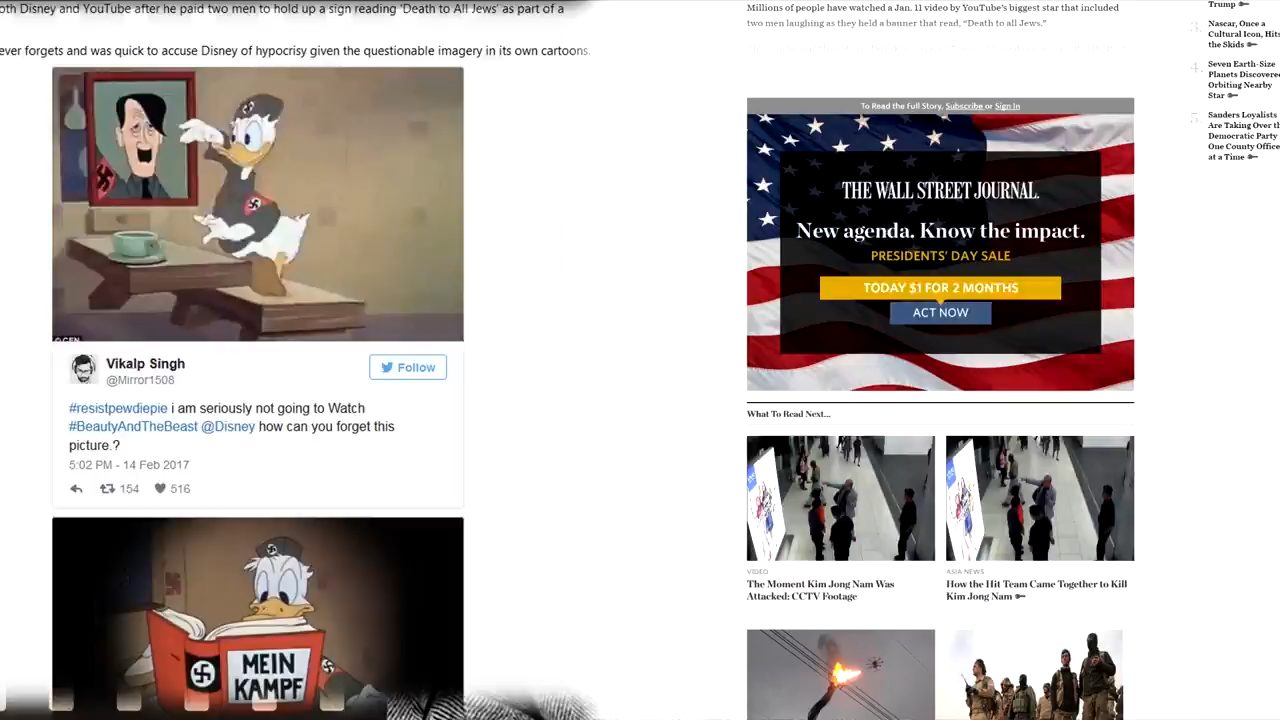 oth Disney and YouTube after he paid two men to hold up a sign reading 'Death to All Jews' as part of a
ever forgets and was quick to accuse Disney of hypocrisy given the questionable imagery in its own cartoons.
Vikalp Singh
@Mirror1508
Follow
#resistpewdiepie i am seriously not going to Watch
#BeautyAndTheBeast @Disney how can you forget this
picture.?
5:02 PM - 14 Feb 2017
154 516
MEIN
KAMPF
Millions of people have watched a Jan. 11 video by YouTube's biggest star that included
two men laughing as they held a banner that read, "Death to all Jews."
To Read the Full Story, Subscribe or Sign In
THE WALL STREET JOURNAL.
New agenda. Know the impact.
PRESIDENTS' DAY SALE
TODAY $1 FOR 2 MONTHS
ACT NOW
What To Read Next...
VIDEO
The Moment Kim Jong Nam Was
Attacked: CCTV Footage
ASIA NEWS
How the Hit Team Came Together to Kill
Kim Jong Nam
Trump
3. Nascar, Once a
Cultural Icon, Hits
the Skids
4. Seven Earth-Size
Planets Discovered
Orbiting Nearby
Star
5. Sanders Loyalists
Are Taking Over th
Democratic Party
One County Office
at a Time